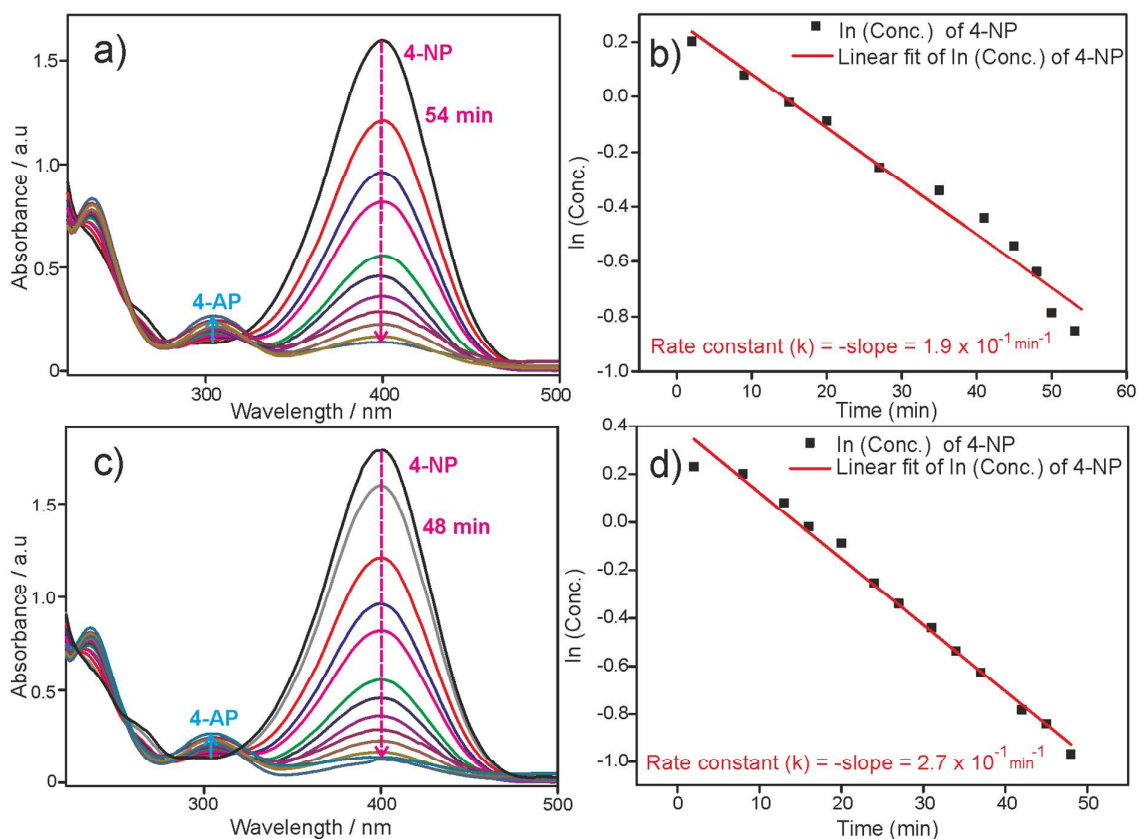 a)
4-NP
54 min
4-AP
1.5
1.0
0.5
0
300
400
500
Absorbance / a.u
Wavelength / nm
b)
ln (Conc.) of 4-NP
Linear fit of ln (Conc.) of 4-NP
Rate constant (k) = -slope = 1.9 x 10⁻¹ min⁻¹
0.2
0.0
-0.2
-0.4
-0.6
-0.8
-1.0
0
10
20
30
40
50
60
ln (Conc.)
Time (min)
c)
4-NP
48 min
4-AP
1.5
1.0
0.5
0
300
400
500
Absorbance / a.u
Wavelength / nm
d)
ln (Conc.) of 4-NP
Linear fit of ln (Conc.) of 4-NP
Rate constant (k) = -slope = 2.7 x 10⁻¹ min⁻¹
0.4
0.2
0.0
-0.2
-0.4
-0.6
-0.8
-1.0
0
10
20
30
40
50
ln (Conc.)
Time (min)